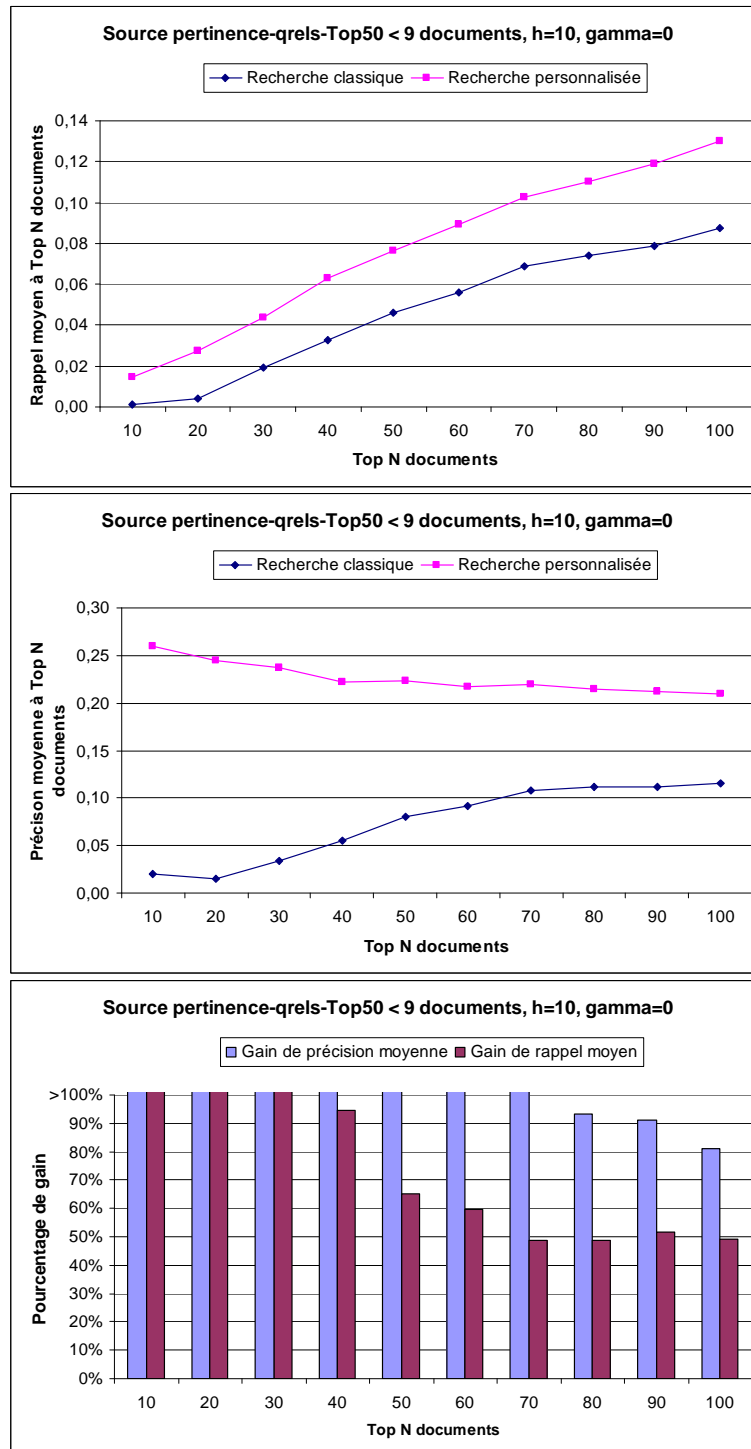 Source pertinence-qrels-Top50 < 9 documents, h=10, gamma=0
Recherche classique Recherche personnalisée
Rappel moyen à Top N documents
0,14
0,12
0,10
0,08
0,06
0,04
0,02
0,00
10 20 30 40 50 60 70 80 90 100
Top N documents
Source pertinence-qrels-Top50 < 9 documents, h=10, gamma=0
Recherche classique Recherche personnalisée
Précison moyenne à Top N
documents
0,30
0,25
0,20
0,15
0,10
0,05
0,00
10 20 30 40 50 60 70 80 90 100
Top N documents
Source pertinence-qrels-Top50 < 9 documents, h=10, gamma=0
Gain de précision moyenne Gain de rappel moyen
Pourcentage de gain
>100%
90%
80%
70%
60%
50%
40%
30%
20%
10%
0%
10 20 30 40 50 60 70 80 90 100
Top N documents